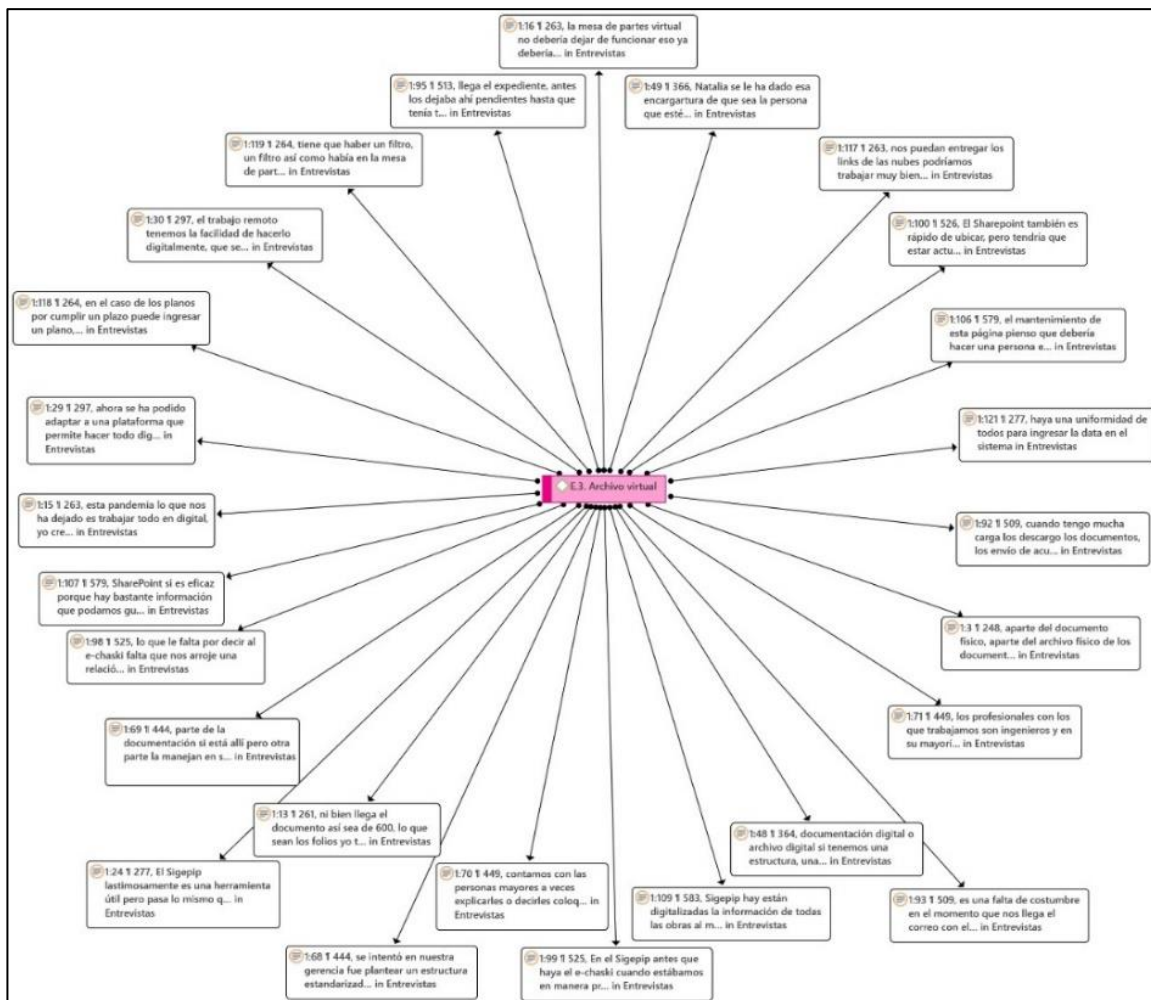 1:16 ¶ 263, la mesa de partes virtual
no debería dejar de funcionar eso ya
debería... in Entrevistas
1:95 ¶ 513, llega el expediente, antes
los dejaba ahí pendientes hasta que
tenía t... in Entrevistas
1:49 ¶ 366, Natalia se le ha dado esa
encargartura de que sea la persona
que esté... in Entrevistas
1:119 ¶ 264, tiene que haber un filtro,
un filtro así como había en la mesa
de part... in Entrevistas
1:117 ¶ 263, nos puedan entregar los
links de las nubes podríamos
trabajar muy bien... in Entrevistas
1:30 ¶ 297, el trabajo remoto
tenemos la facilidad de hacerlo
digitalmente, que se... in
Entrevistas
1:100 ¶ 526, El Sharepoint también es
rápido de ubicar, pero tendría que
estar actu... in Entrevistas
1:118 ¶ 264, en el caso de los planos
por cumplir un plazo puede ingresar
un plano,... in Entrevistas
1:106 ¶ 579, el mantenimiento de
esta página pienso que debería
hacer una persona e... in
Entrevistas
1:29 ¶ 297, ahora se ha podido
adaptar a una plataforma que
permite hacer todo dig... in
Entrevistas
1:121 ¶ 277, haya una uniformidad de
todos para ingresar la data en el
sistema in Entrevistas
E.3. Archivo virtual
1:15 ¶ 263, esta pandemia lo que nos
ha dejado es trabajar todo en digital,
yo cre... in Entrevistas
1:92 ¶ 509, cuando tengo mucha
carga los descargo los documentos,
los envío de acu... in Entrevistas
1:107 ¶ 579, SharePoint si es eficaz
porque hay bastante información
que podamos gu... in Entrevistas
1:98 ¶ 525, lo que le falta por decir al
e-chaski falta que nos arroje una
relació... in Entrevistas
1:3 ¶ 248, aparte del documento
físico, aparte del archivo físico de los
document... in Entrevistas
1:69 ¶ 444, parte de la
documentación si está allí pero otra
parte la manejan en s... in
Entrevistas
1:71 ¶ 449, los profesionales con los
que trabajamos son ingenieros y en
su mayorí... in Entrevistas
1:13 ¶ 261, ni bien llega el
documento así sea de 600, lo que
sean los folios yo t... in Entrevistas
1:48 ¶ 364, documentación digital o
archivo digital si tenemos una
estructura, una... in Entrevistas
1:24 ¶ 277, El Sigepip
lastimosamente es una herramienta
útil pero pasa lo mismo q... in
Entrevistas
1:70 ¶ 449, contamos con las
personas mayores a veces
explicarles o decirles coloq... in
Entrevistas
1:109 ¶ 583, Sigepip hay están
digitalizadas la información de todas
las obras al m... in Entrevistas
1:93 ¶ 509, es una falta de costumbre
en el momento que nos llega el
correo con el... in Entrevistas
1:68 ¶ 444, se intentó en nuestra
gerencia fue plantear un estructura
estandarizad... in Entrevistas
1:99 ¶ 525, En el Sigepip antes que
haya el e-chaski cuando estábamos
en manera pr... in Entrevistas